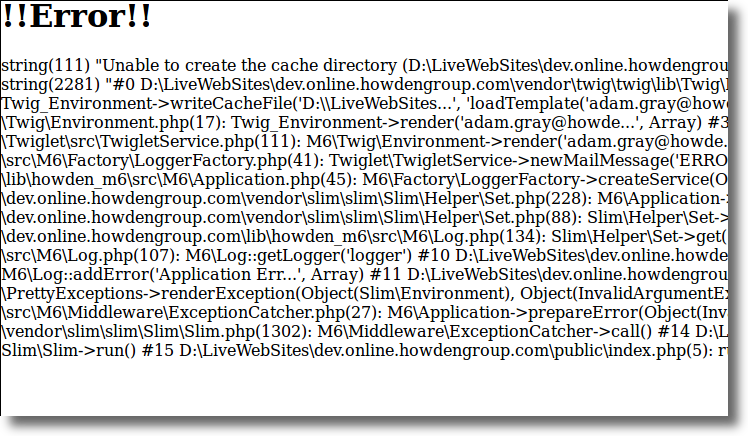 !!Error!!
string(111) "Unable to create the cache directory (D:\LiveWebSites\dev.online.howdengrou
string(2281) "#0 D:\LiveWebSites\dev.online.howdengroup.com\vendor\twig\twig\lib\Twig\
Twig_Environment->writeCacheFile('D:\\LiveWebSites...', 'loadTemplate('adam.gray@howd
\Twig\Environment.php(17): Twig_Environment->render('adam.gray@howde...', Array) #3
\Twiglet\src\TwigletService.php(111): M6\Twig\Environment->render('adam.gray@howde.
\src\M6\Factory\LoggerFactory.php(41): Twiglet\TwigletService->newMailMessage('ERRO
\lib\howden_m6\src\M6\Application.php(45): M6\Factory\LoggerFactory->createService(O
\dev.online.howdengroup.com\vendor\slim\slim\Slim\Helper\Set.php(228): M6\Application-
\dev.online.howdengroup.com\vendor\slim\slim\Slim\Helper\Set.php(88): Slim\Helper\Set->
\dev.online.howdengroup.com\lib\howden_m6\src\M6\Log.php(134): Slim\Helper\Set->get(
\src\M6\Log.php(107): M6\Log::getLogger('logger') #10 D:\LiveWebSites\dev.online.howde
M6\Log::addError('Application Err...', Array) #11 D:\LiveWebSites\dev.online.howdengrou
\PrettyExceptions->renderException(Object(Slim\Environment), Object(InvalidArgumentEx
\src\M6\Middleware\ExceptionCatcher.php(27): M6\Application->prepareError(Object(Inv
\vendor\slim\slim\Slim\Slim.php(1302): M6\Middleware\ExceptionCatcher->call() #14 D:\L
Slim\Slim->run() #15 D:\LiveWebSites\dev.online.howdengroup.com\public\index.php(5): r